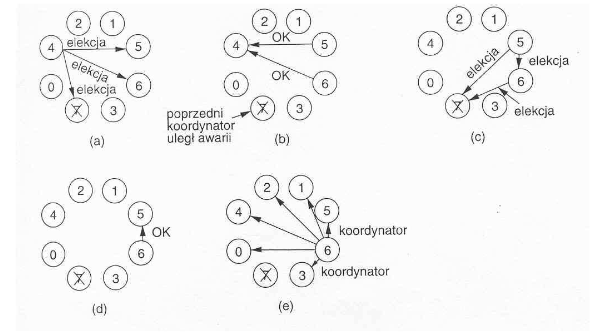 2 1
4 elekcja 5
elekcja 6
0 elekcja
7 3
(a)
2 1
4 OK 5
OK
0 6
7 3
poprzedni
koordynator
uległ awarii
(b)
2 1
4 5
elekcja elekcja
0 6
7 3
elekcja
(c)
2 1
4 5
OK
0 6
7 3
(d)
2 1
4 5
koordynator
0 6
koordynator
7 3
(e)